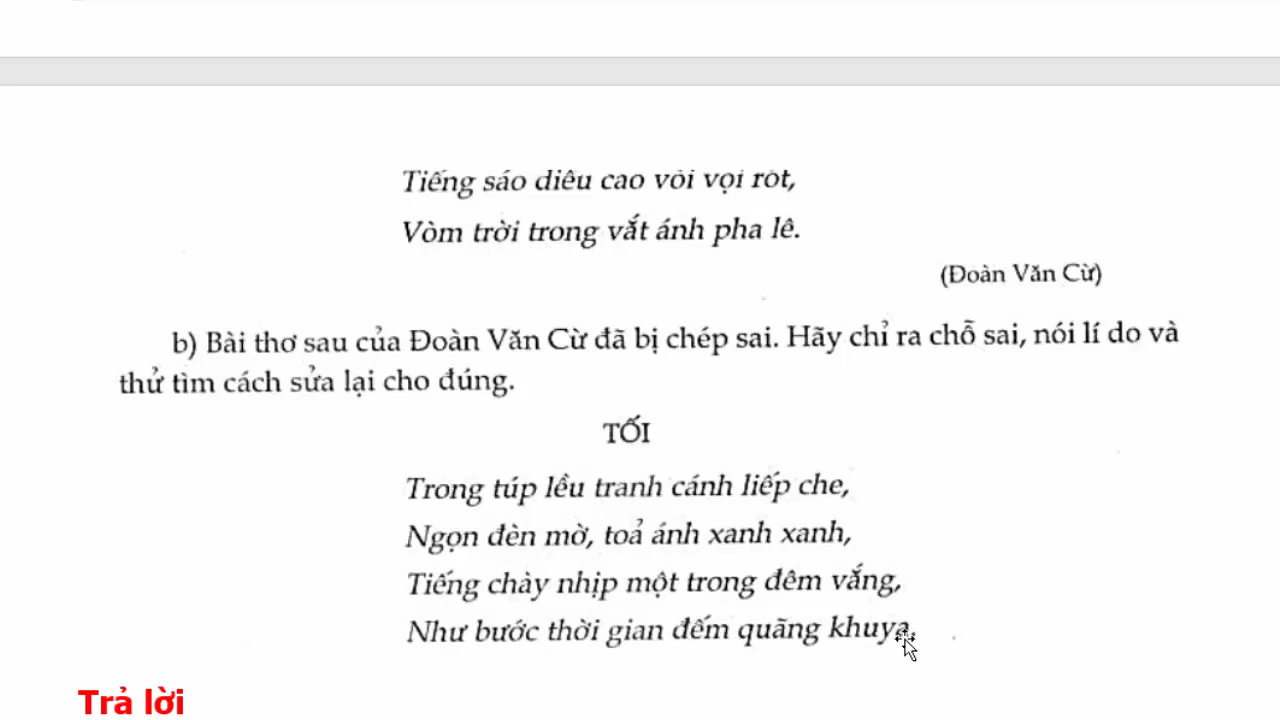 Tiếng sáo diều cao vòi vọi rót,
Vòm trời trong vắt ánh pha lê.
(Đoàn Văn Cừ)
b) Bài thơ sau của Đoàn Văn Cừ đã bị chép sai. Hãy chỉ ra chỗ sai, nói lí do và
thử tìm cách sửa lại cho đúng.
TỐI
Trong túp lều tranh cánh liếp che,
Ngọn đèn mờ, toả ánh xanh xanh,
Tiếng chày nhịp một trong đêm vắng,
Như bước thời gian đếm quãng khuya.
Trả lời